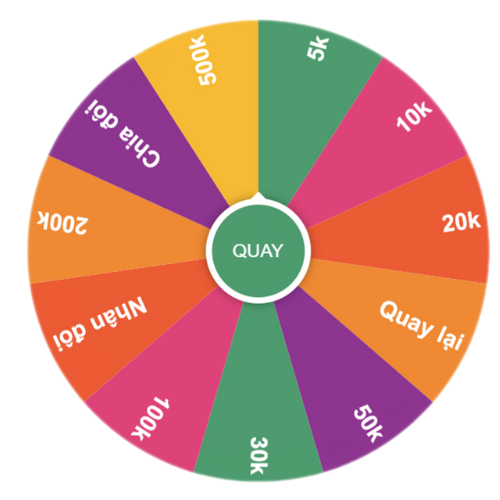 5k
10k
20k
Quay lại
50k
30k
100k
Nhân đôi
200k
Chia đôi
500k
QUAY